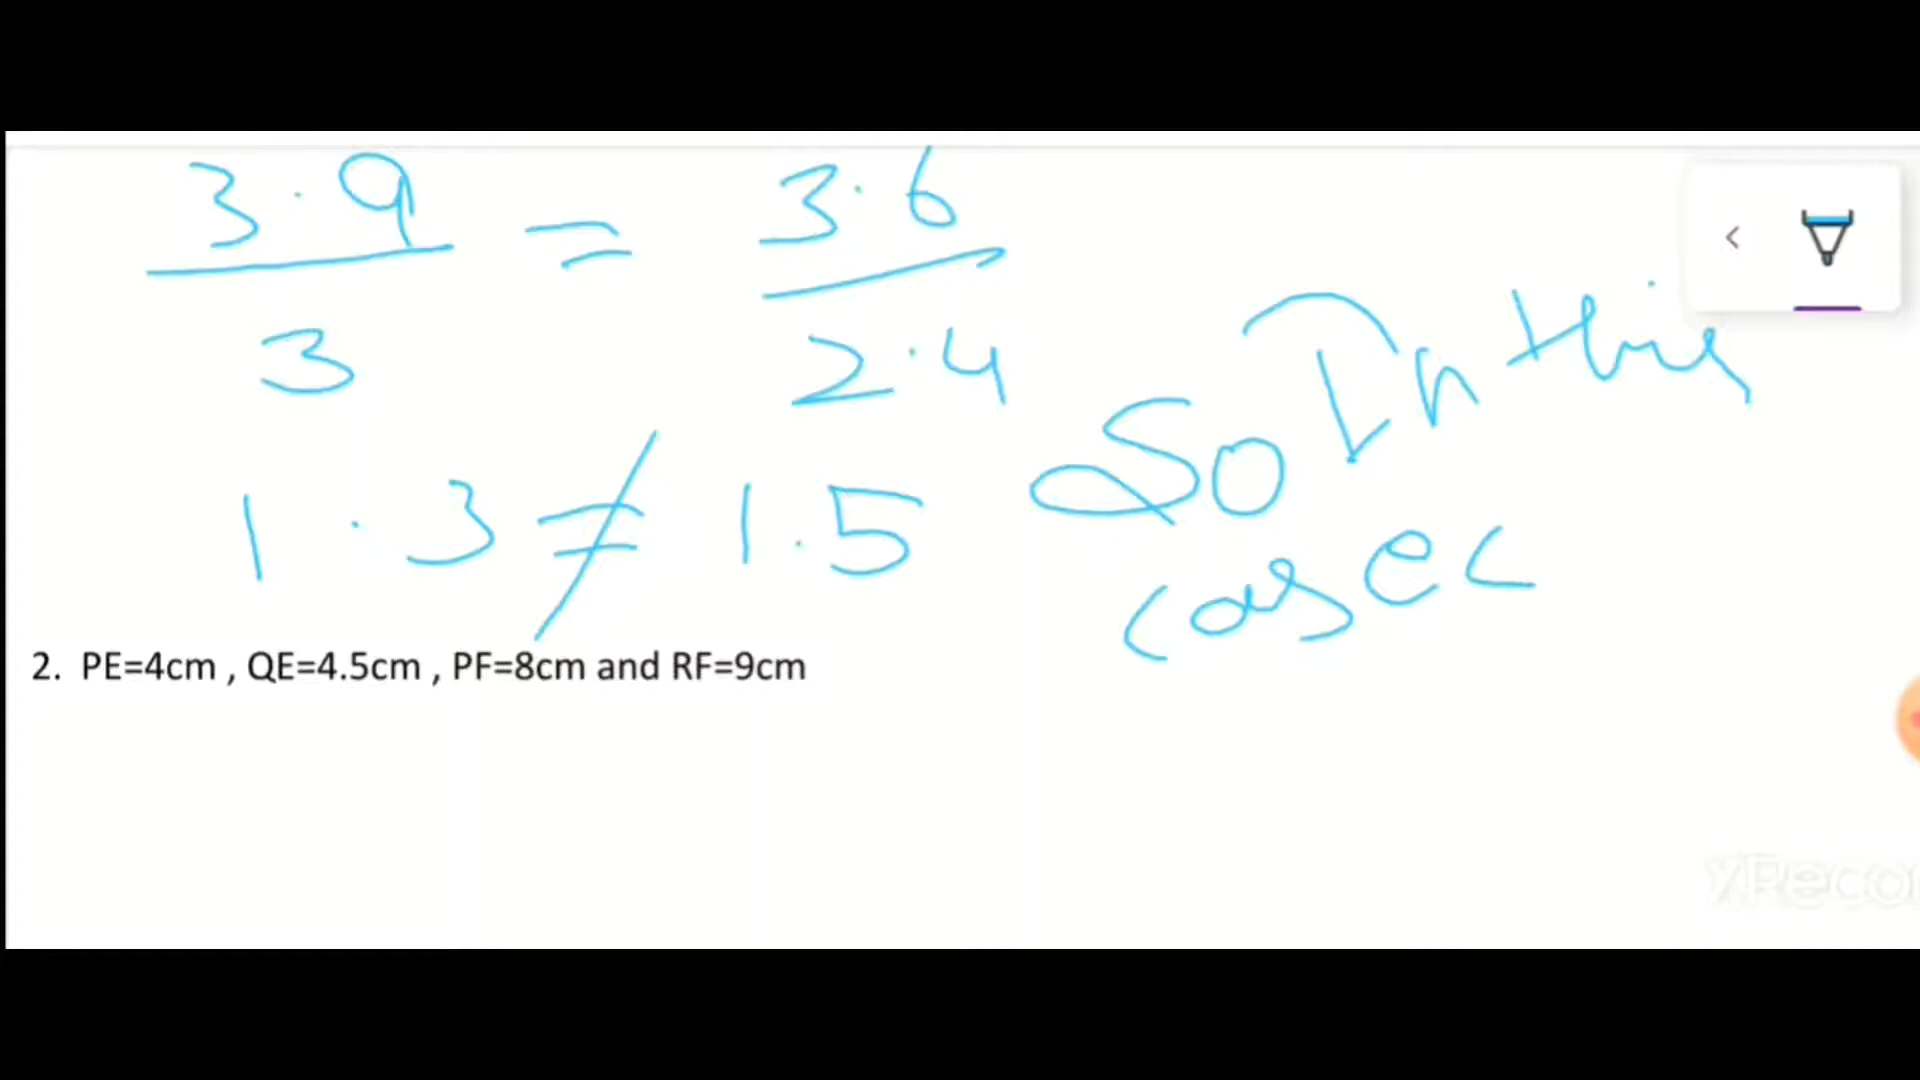 3.9 = 3.6
3 2.4
1.3 ≠ 1.5
So In this
case
2. PE=4cm , QE=4.5cm , PF=8cm and RF=9cm